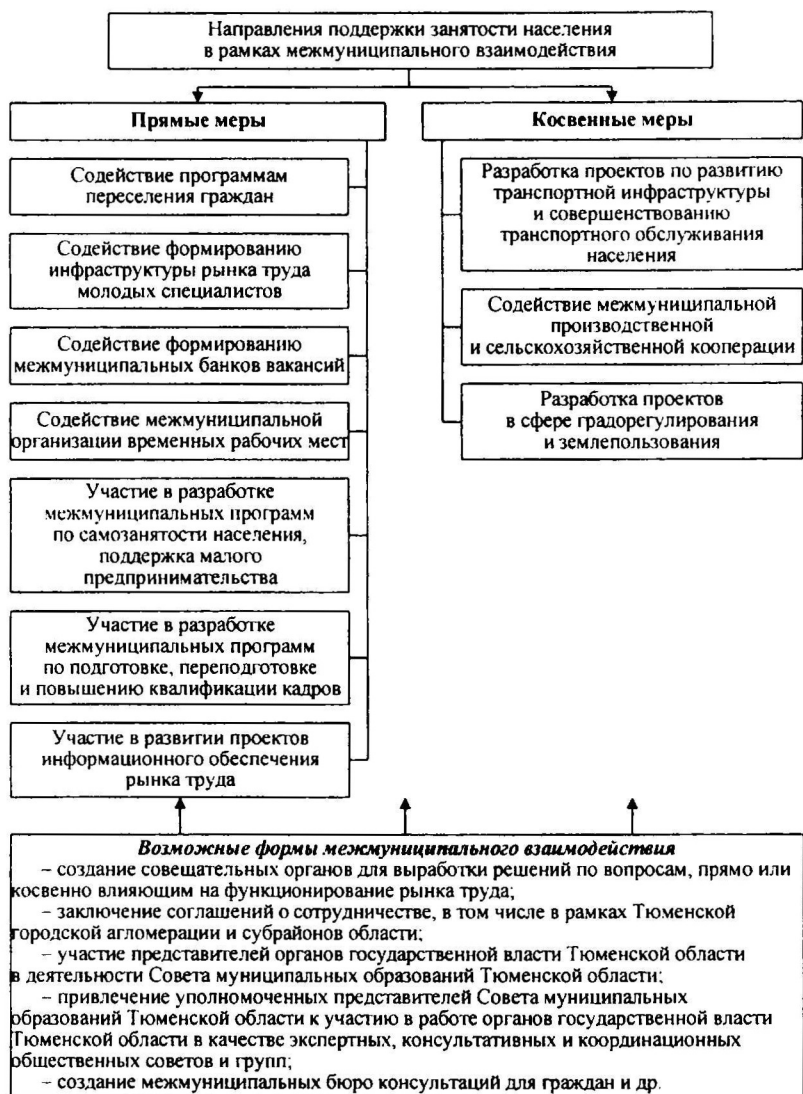 Направления поддержки занятости населения
в рамках межмуниципального взаимодействия
Прямые меры
Содействие программам
переселения граждан
Содействие формированию
инфраструктуры рынка труда
молодых специалистов
Содействие формированию
межмуниципальных банков вакансий
Содействие межмуниципальной
организации временных рабочих мест
Участие в разработке
межмуниципальных программ
по самозанятости населения,
поддержка малого
предпринимательства
Участие в разработке
межмуниципальных программ
по подготовке, переподготовке
и повышению квалификации кадров
Участие в развитии проектов
информационного обеспечения
рынка труда
Косвенные меры
Разработка проектов по развитию
транспортной инфраструктуры
и совершенствованию
транспортного обслуживания
населения
Содействие межмуниципальной
производственной
и сельскохозяйственной кооперации
Разработка проектов
в сфере градорегулирования
и землепользования
Возможные формы межмуниципального взаимодействия
– создание совещательных органов для выработки решений по вопросам, прямо или
косвенно влияющим на функционирование рынка труда;
– заключение соглашений о сотрудничестве, в том числе в рамках Тюменской
городской агломерации и субрайонов области;
– участие представителей органов государственной власти Тюменской области
в деятельности Совета муниципальных образований Тюменской области;
– привлечение уполномоченных представителей Совета муниципальных
образований Тюменской области к участию в работе органов государственной власти
Тюменской области в качестве экспертных, консультативных и координационных
общественных советов и групп;
– создание межмуниципальных бюро консультаций для граждан и др.